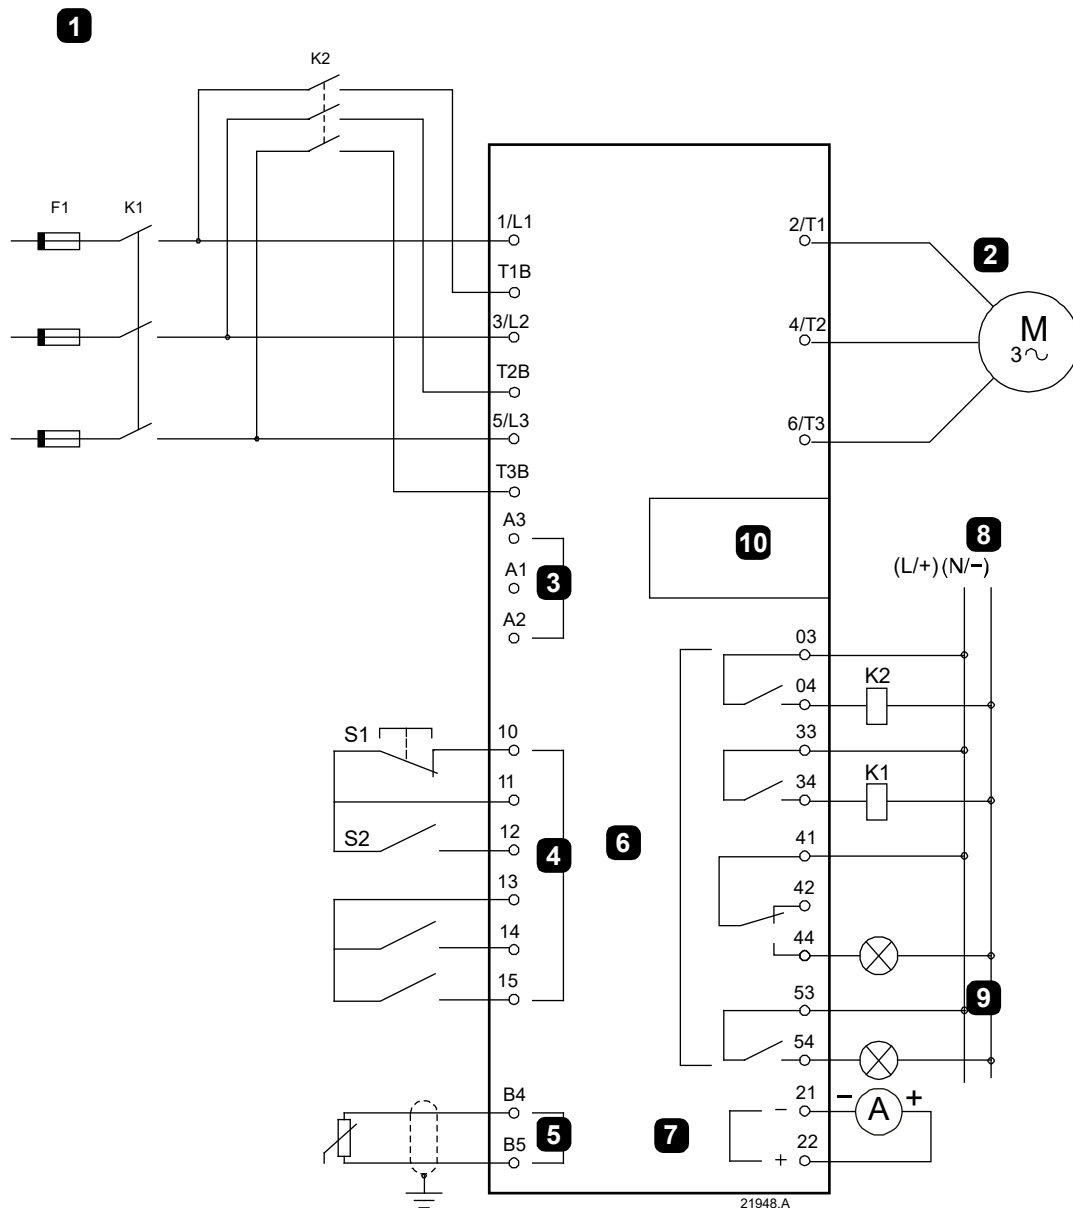 1
K2
F1
K1
1/L1
T1B
3/L2
T2B
5/L3
T3B
A3
A1
A2
3
2/T1
4/T2
6/T3
2
M
3~
10
8
(L/+) (N/−)
S1
S2
10
11
12
13
14
15
4
6
03
04
K2
33
34
K1
41
42
44
53
54
9
B4
B5
5
7
21
−
22
+
− A +
21948.A